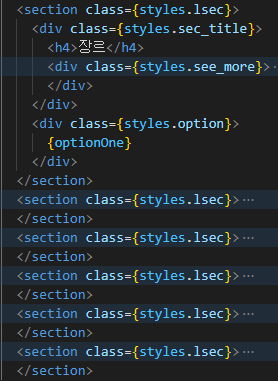 <section class={styles.lsec}>
<div class={styles.sec_title}>
<h4>장르</h4>
<div class={styles.see_more}>…
</div>
</div>
<div class={styles.option}>
{optionOne}
</div>
</section>
<section class={styles.lsec}>…
</section>
<section class={styles.lsec}>…
</section>
<section class={styles.lsec}>…
</section>
<section class={styles.lsec}>…
</section>
<section class={styles.lsec}>…
</section>